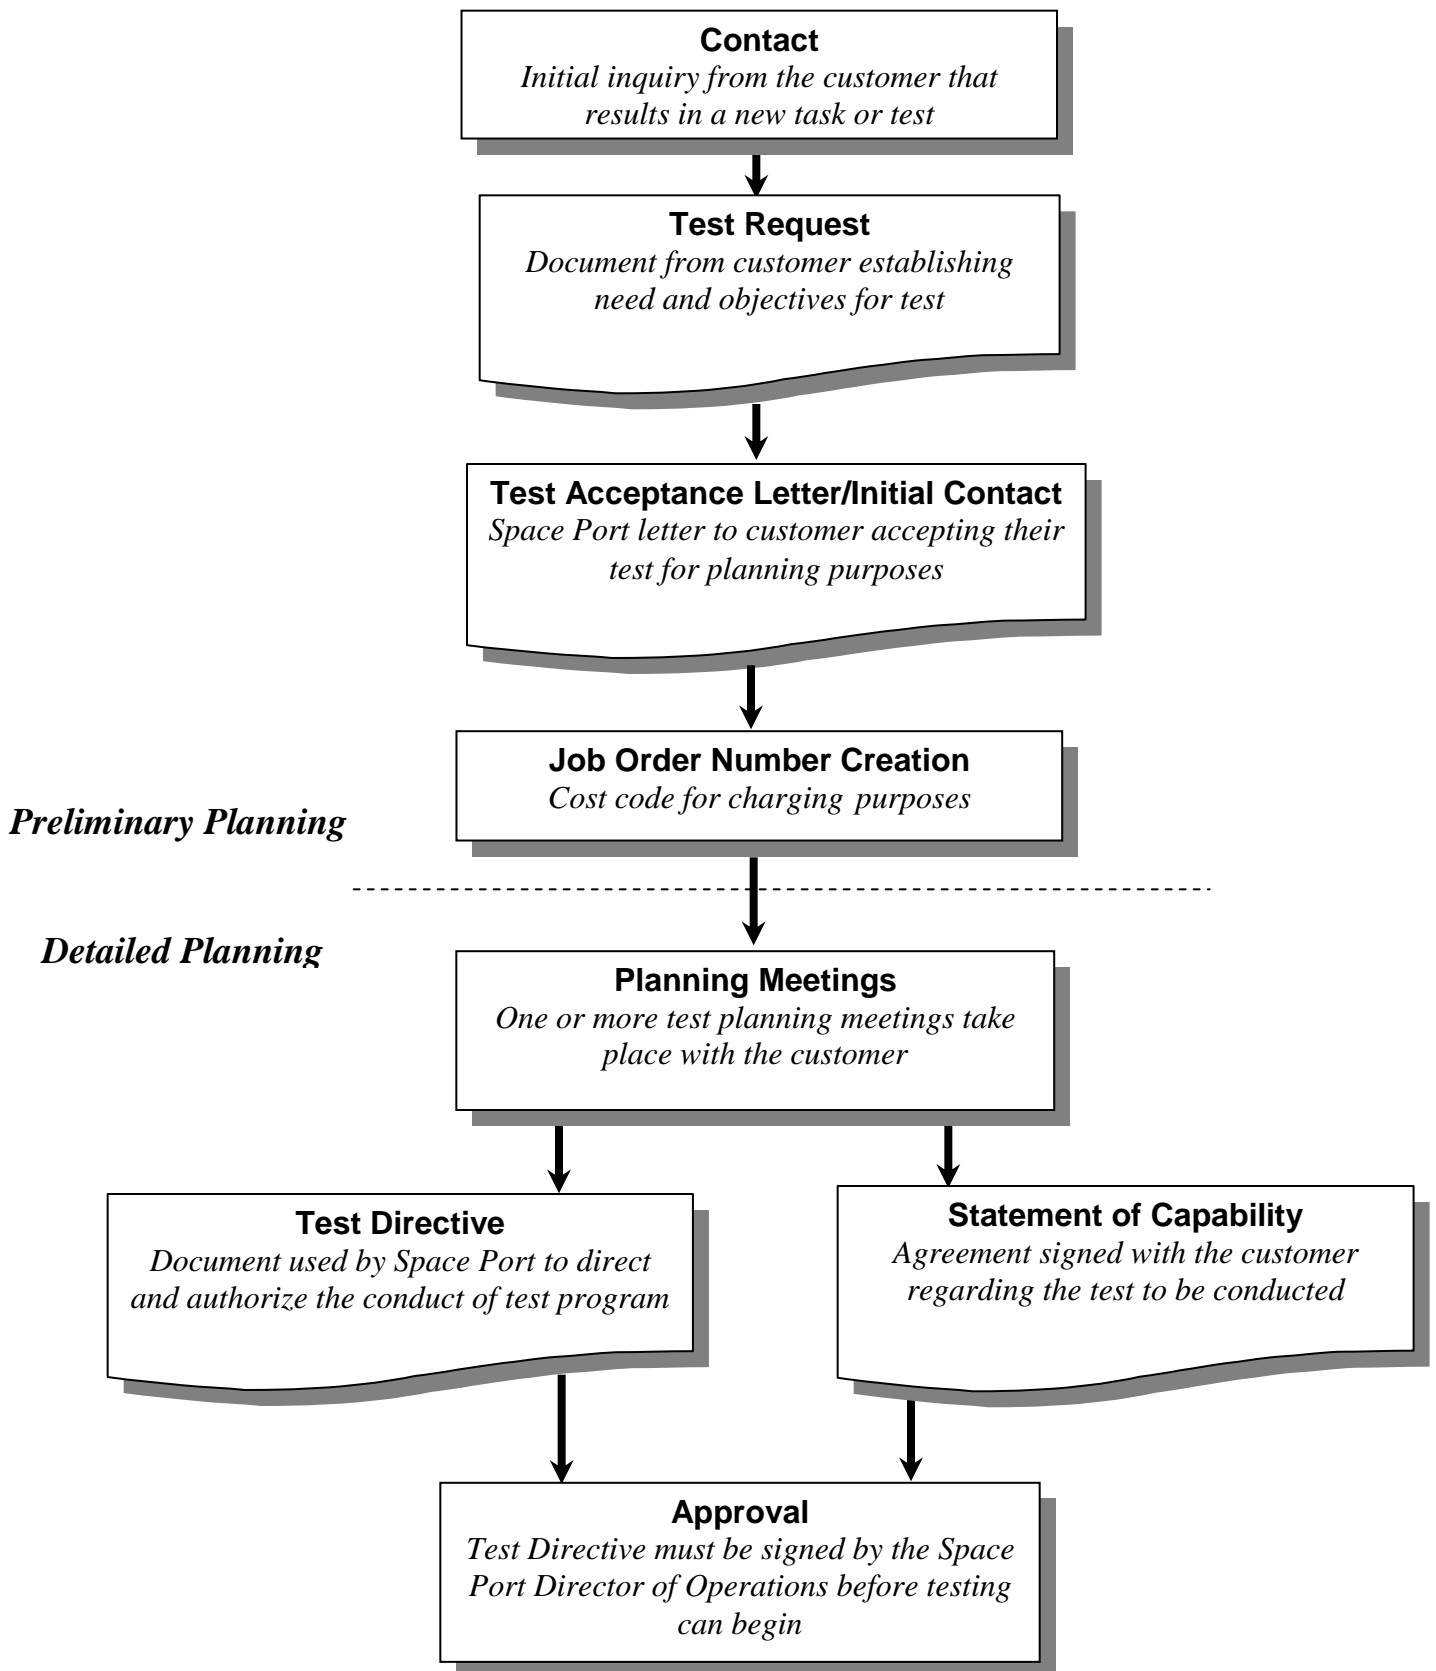 Contact
Initial inquiry from the customer that
results in a new task or test
Test Request
Document from customer establishing
need and objectives for test
Test Acceptance Letter/Initial Contact
Space Port letter to customer accepting their
test for planning purposes
Job Order Number Creation
Cost code for charging purposes
Preliminary Planning
Detailed Planning
Planning Meetings
One or more test planning meetings take
place with the customer
Test Directive
Document used by Space Port to direct
and authorize the conduct of test program
Statement of Capability
Agreement signed with the customer
regarding the test to be conducted
Approval
Test Directive must be signed by the Space
Port Director of Operations before testing
can begin